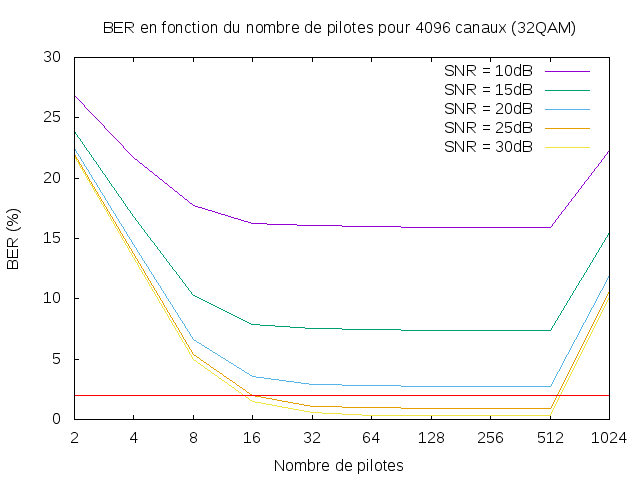 BER en fonction du nombre de pilotes pour 4096 canaux (32QAM)
30
25
20
15
10
5
0
BER (%)
SNR = 10dB
SNR = 15dB
SNR = 20dB
SNR = 25dB
SNR = 30dB
2 4 8 16 32 64 128 256 512 1024
Nombre de pilotes